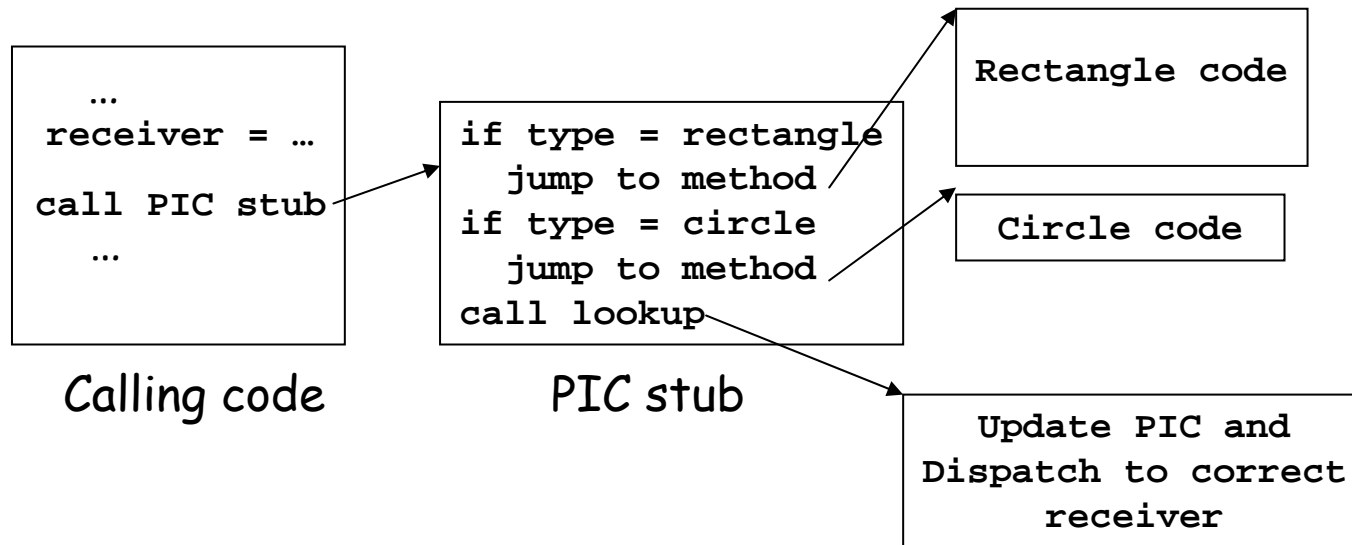 …
receiver = …
call PIC stub
…
Calling code
if type = rectangle
jump to method
if type = circle
jump to method
call lookup
PIC stub
Rectangle code
Circle code
Update PIC and
Dispatch to correct
receiver